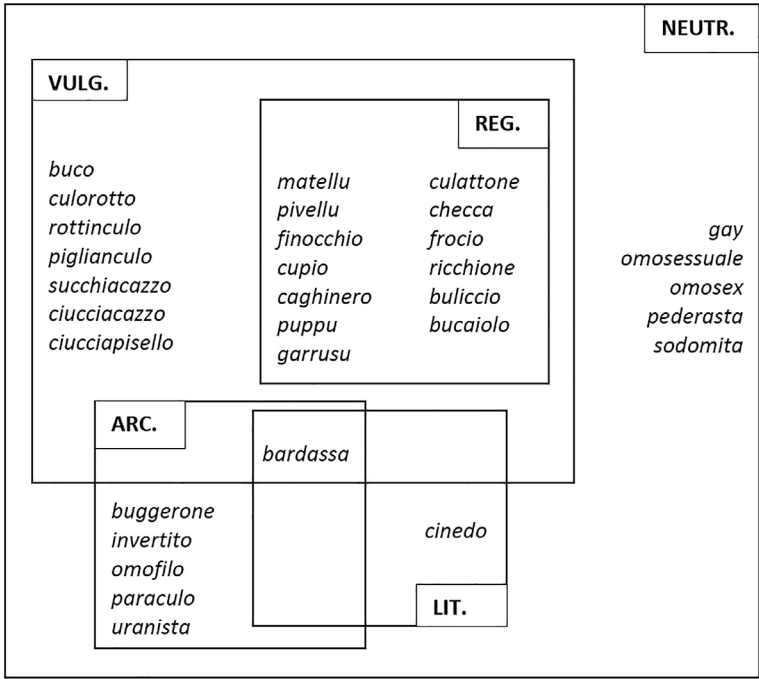 NEUTR.
VULG.
REG.
buco
culorotto
rottinculo
piglianculo
succhiacazzo
ciucciacazzo
ciucciapisello
matellu
pivellu
finocchio
cupio
caghinero
puppu
garrusu
culattone
checca
frocio
ricchione
buliccio
bucaiolo
gay
omosessuale
omosex
pederasta
sodomita
ARC.
bardassa
buggerone
invertito
omofilo
paraculo
uranista
cinedo
LIT.